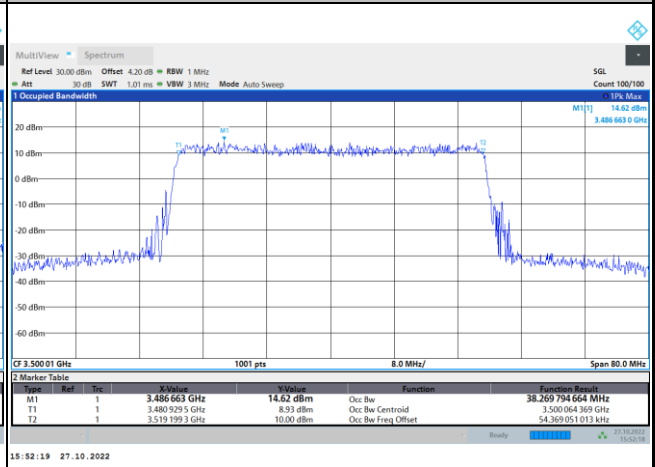 MultiView Spectrum
Ref Level 30.00 dBm Offset 4.20 dB RBW 1 MHz SGL
Att 30 dB SWT 1.01 ms VBW 3 MHz Mode Auto Sweep Count 100/100
1 Occupied Bandwidth 1Pk Max
M1[1] 14.62 dBm
3.486 663 0 GHz
20 dBm
M1
T1
T2
10 dBm
0 dBm
-10 dBm
-20 dBm
-30 dBm
-40 dBm
-50 dBm
-60 dBm
CF 3.500 01 GHz 1001 pts 8.0 MHz/ Span 80.0 MHz
2 Marker Table
Type Ref Trc X-Value Y-Value Function Function Result
M1 1 3.486 663 GHz 14.62 dBm Occ Bw 38.269 794 664 MHz
T1 1 3.480 929 5 GHz 8.93 dBm Occ Bw Centroid 3.500 064 369 GHz
T2 1 3.519 199 3 GHz 10.00 dBm Occ Bw Freq Offset 54.369 051 013 kHz
Ready 27.10.2022
15:52:18
15:52:19 27.10.2022